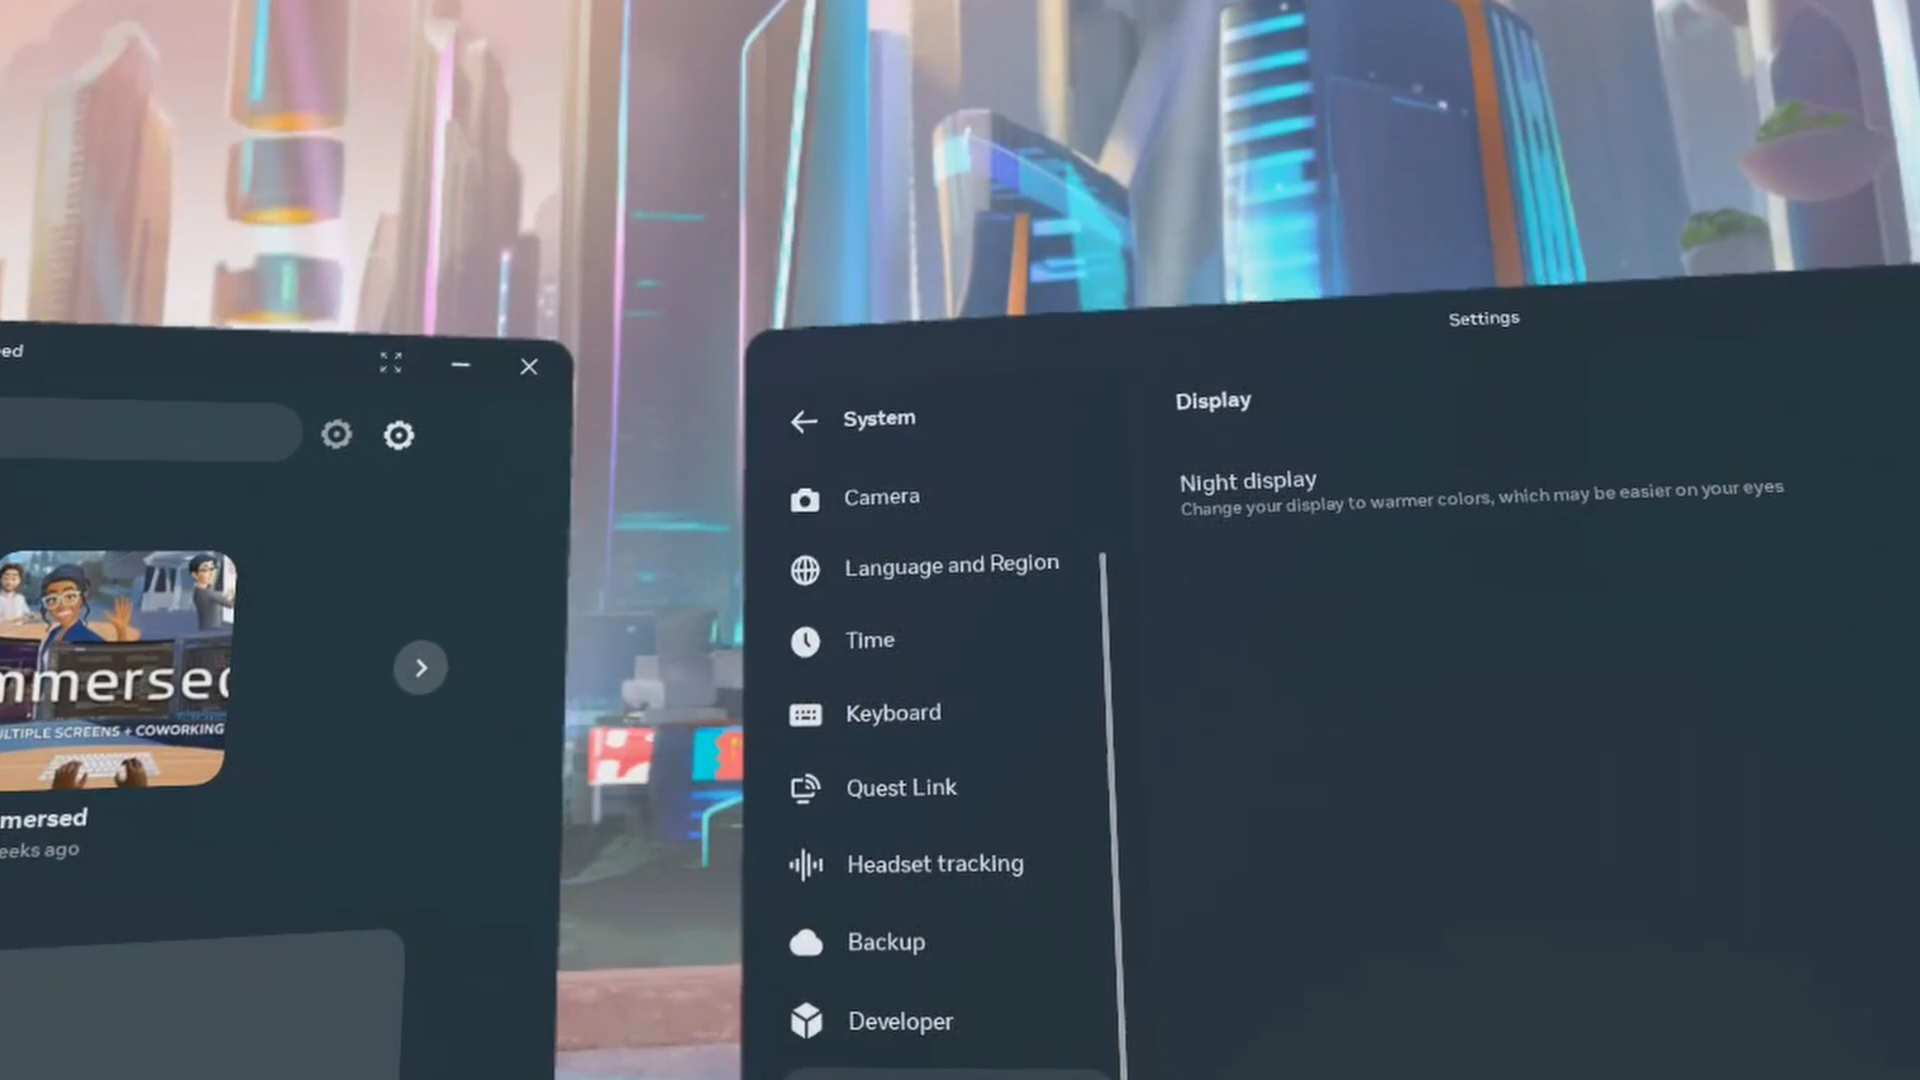 ed
mmersed
ULTIPLE SCREENS + COWORKING
mersed
eeks ago
Settings
System
Camera
Language and Region
Time
Keyboard
Quest Link
Headset tracking
Backup
Developer
Display
Night display
Change your display to warmer colors, which may be easier on your eyes